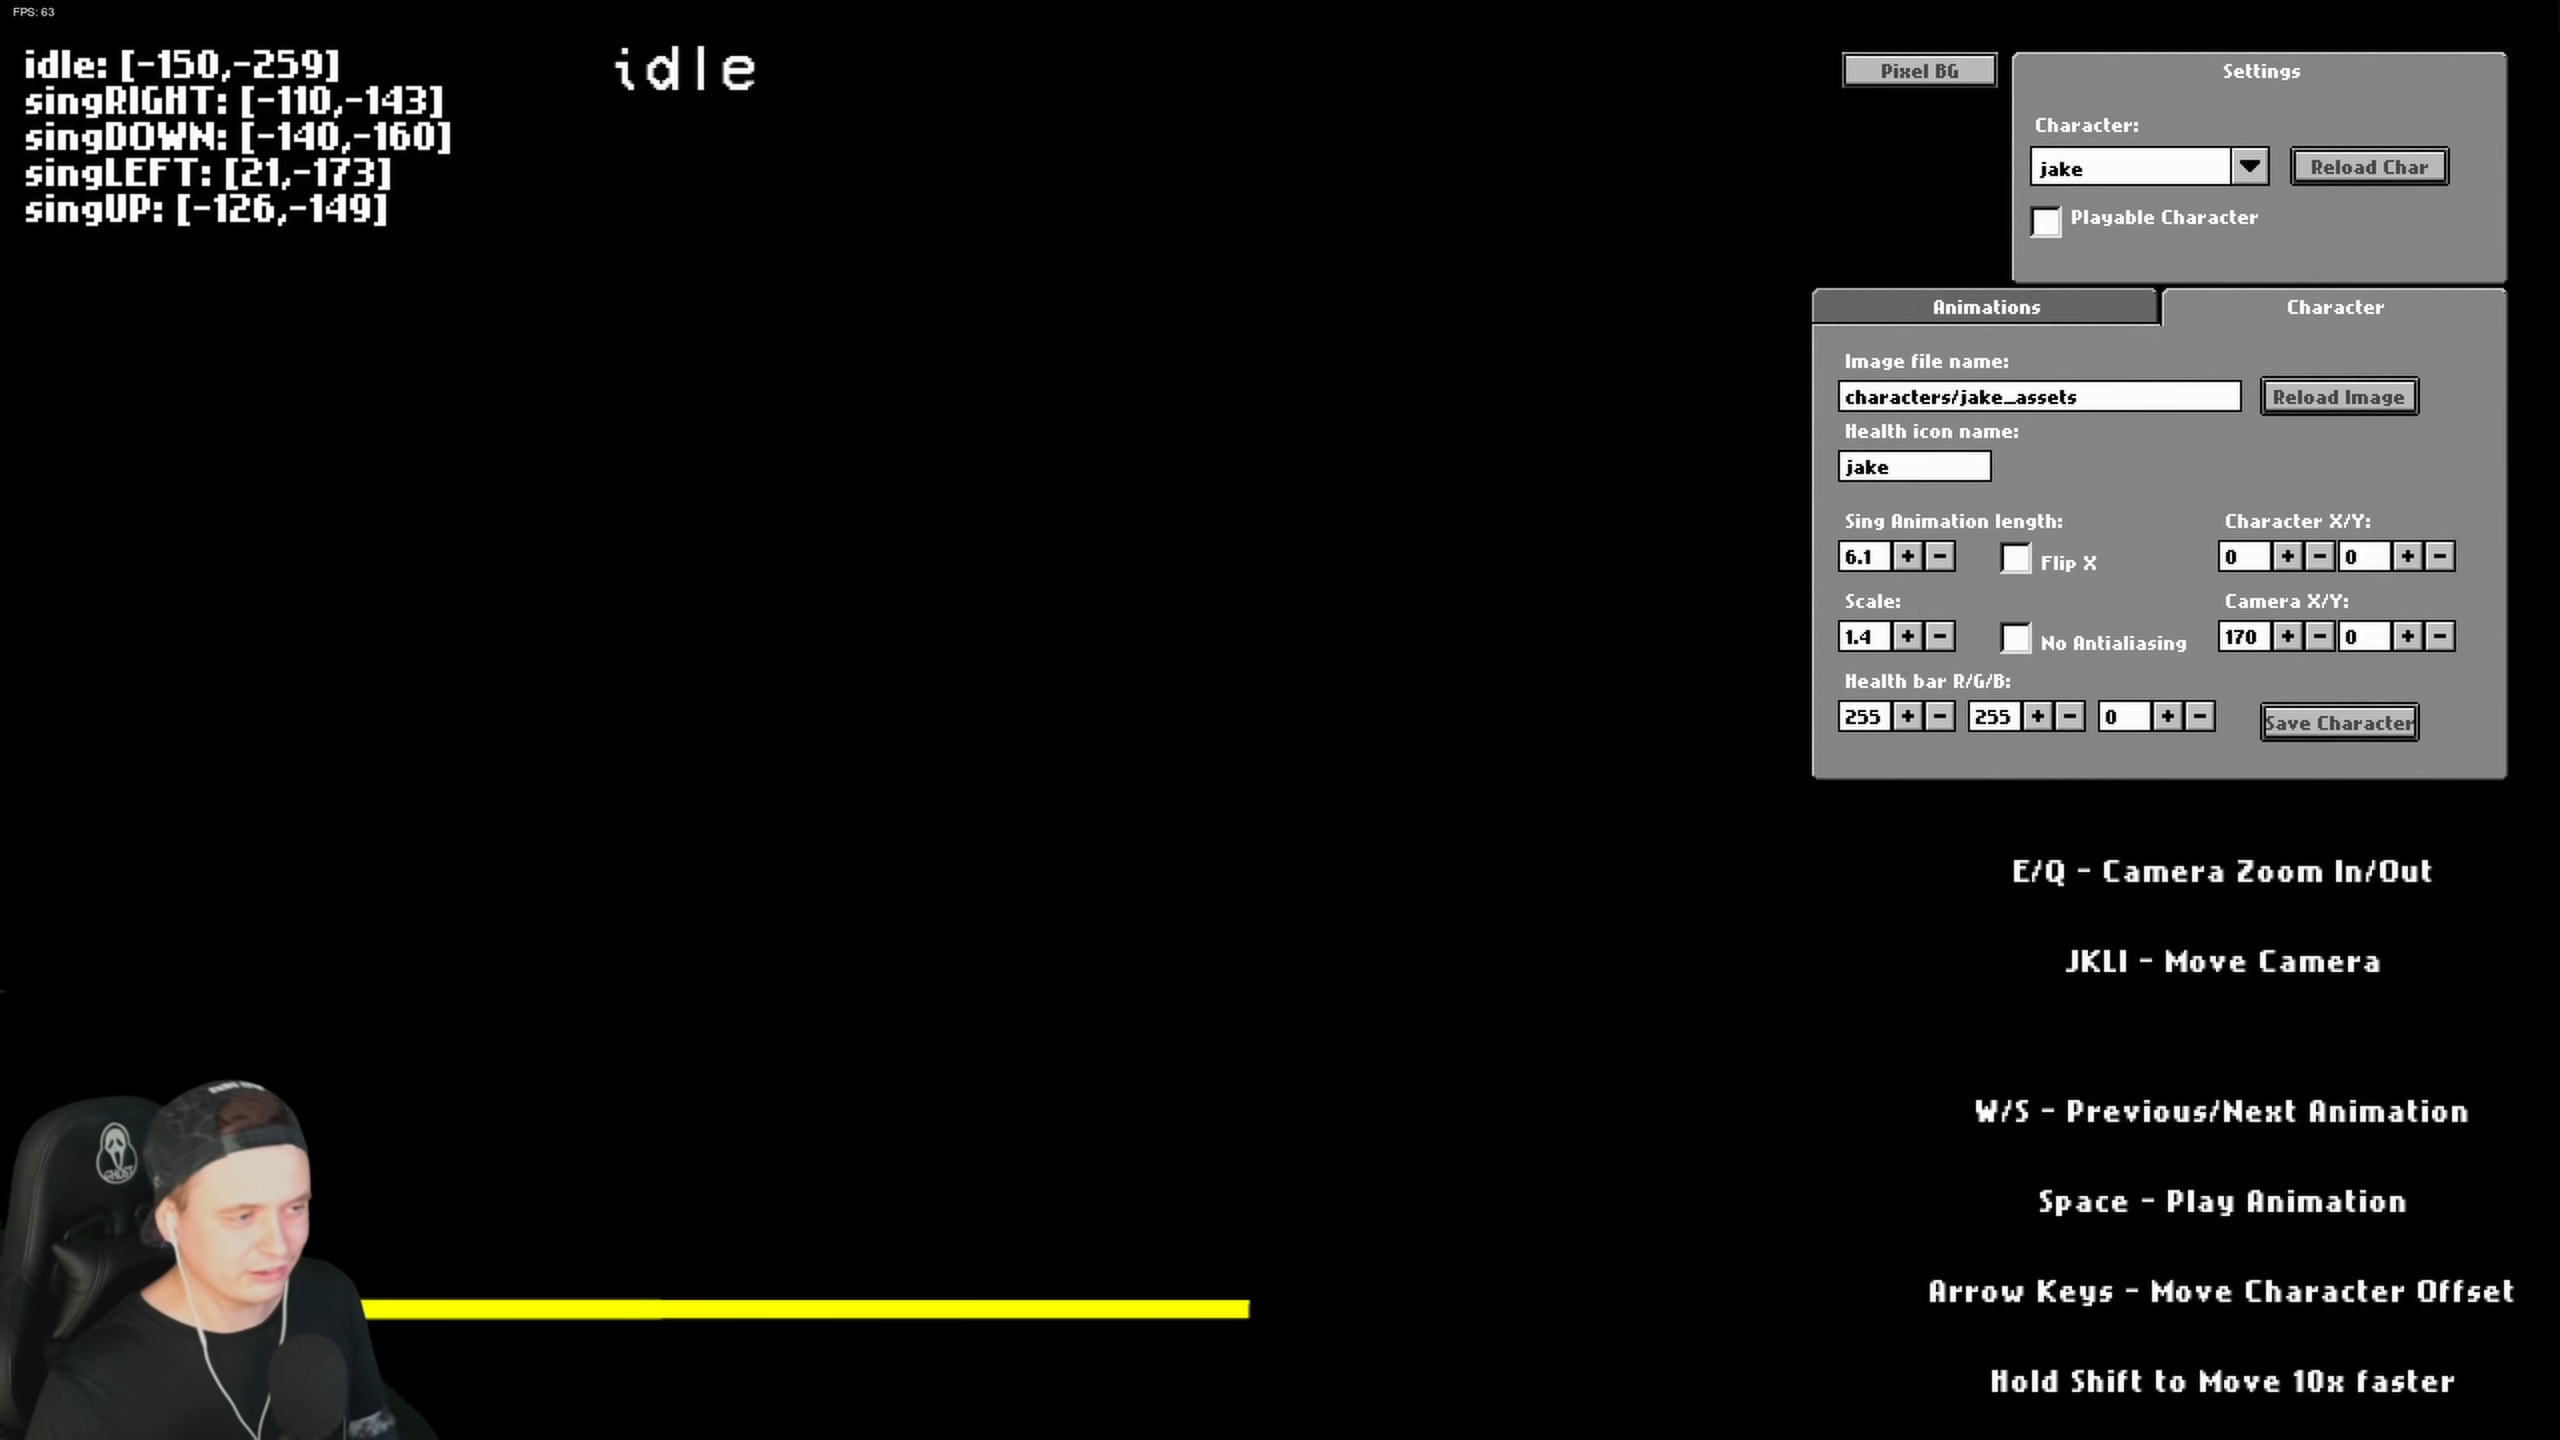 FPS: 63
idle: [-150,-259]
singRIGHT: [-110,-143]
singDOWN: [-140,-160]
singLEFT: [21,-173]
singUP: [-126,-149]
idle
Pixel BG
Settings
Character:
jake
Reload Char
Playable Character
Animations
Character
Image file name:
characters/jake_assets
Reload Image
Health icon name:
jake
Sing Animation length:
Character X/Y:
6.1 + -
Flip X
0 + - 0 + -
Scale:
Camera X/Y:
1.4 + -
No Antialiasing
170 + - 0 + -
Health bar R/G/B:
255 + - 255 + - 0 + -
Save Character
E/Q - Camera Zoom In/Out
JKLI - Move Camera
W/S - Previous/Next Animation
Space - Play Animation
Arrow Keys - Move Character Offset
Hold Shift to Move 10x faster
GHOST